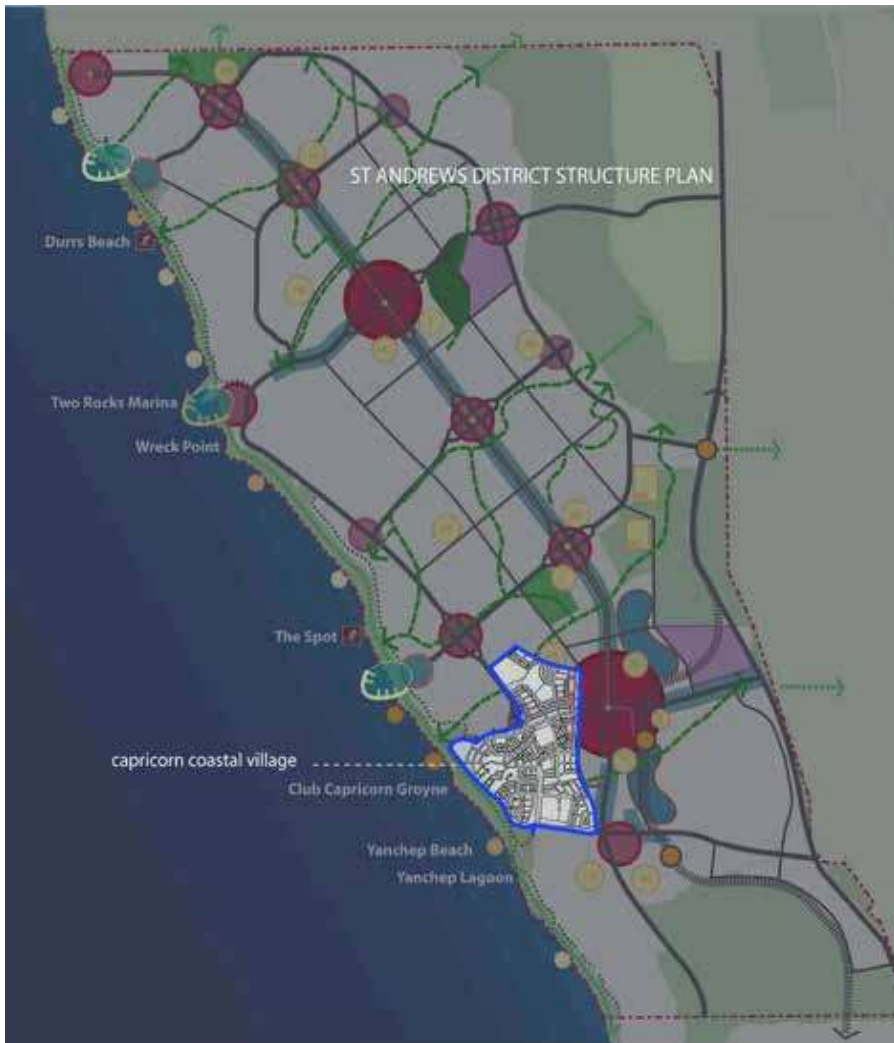 ST ANDREWS DISTRICT STRUCTURE PLAN
Durrs Beach
Two Rocks Marina
Wreck Point
The Spot
capricorn coastal village
Club Capricorn Groyne
Yanchep Beach
Yanchep Lagoon